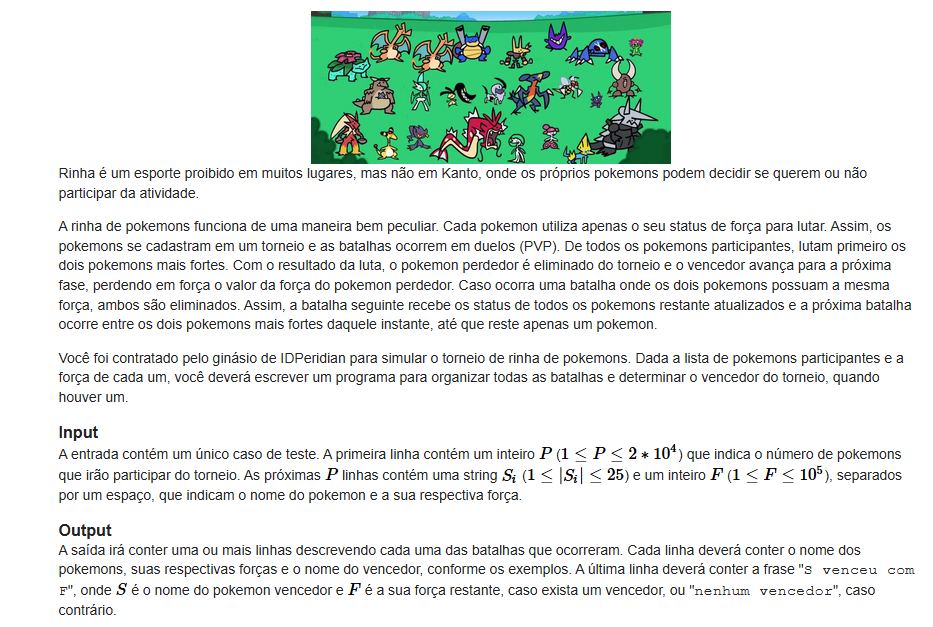 Rinha é um esporte proibido em muitos lugares, mas não em Kanto, onde os próprios pokemons podem decidir se querem ou não
participar da atividade.
A rinha de pokemons funciona de uma maneira bem peculiar. Cada pokemon utiliza apenas o seu status de força para lutar. Assim, os
pokemons se cadastram em um torneio e as batalhas ocorrem em duelos (PVP). De todos os pokemons participantes, lutam primeiro os
dois pokemons mais fortes. Com o resultado da luta, o pokemon perdedor é eliminado do torneio e o vencedor avança para a próxima
fase, perdendo em força o valor da força do pokemon perdedor. Caso ocorra uma batalha onde os dois pokemons possuam a mesma
força, ambos são eliminados. Assim, a batalha seguinte recebe os status de todos os pokemons restante atualizados e a próxima batalha
ocorre entre os dois pokemons mais fortes daquele instante, até que reste apenas um pokemon.
Você foi contratado pelo ginásio de IDPeridian para simular o torneio de rinha de pokemons. Dada a lista de pokemons participantes e a
força de cada um, você deverá escrever um programa para organizar todas as batalhas e determinar o vencedor do torneio, quando
houver um.
Input
A entrada contém um único caso de teste. A primeira linha contém um inteiro P (1 ≤ P ≤ 2 ∗ 10⁴) que indica o número de pokemons
que irão participar do torneio. As próximas P linhas contém uma string Sᵢ (1 ≤ |Sᵢ| ≤ 25) e um inteiro F (1 ≤ F ≤ 10⁵), separados
por um espaço, que indicam o nome do pokemon e a sua respectiva força.
Output
A saída irá conter uma ou mais linhas descrevendo cada uma das batalhas que ocorreram. Cada linha deverá conter o nome dos
pokemons, suas respectivas forças e o nome do vencedor, conforme os exemplos. A última linha deverá conter a frase "S venceu com
F", onde S é o nome do pokemon vencedor e F é a sua força restante, caso exista um vencedor, ou "nenhum vencedor", caso
contrário.